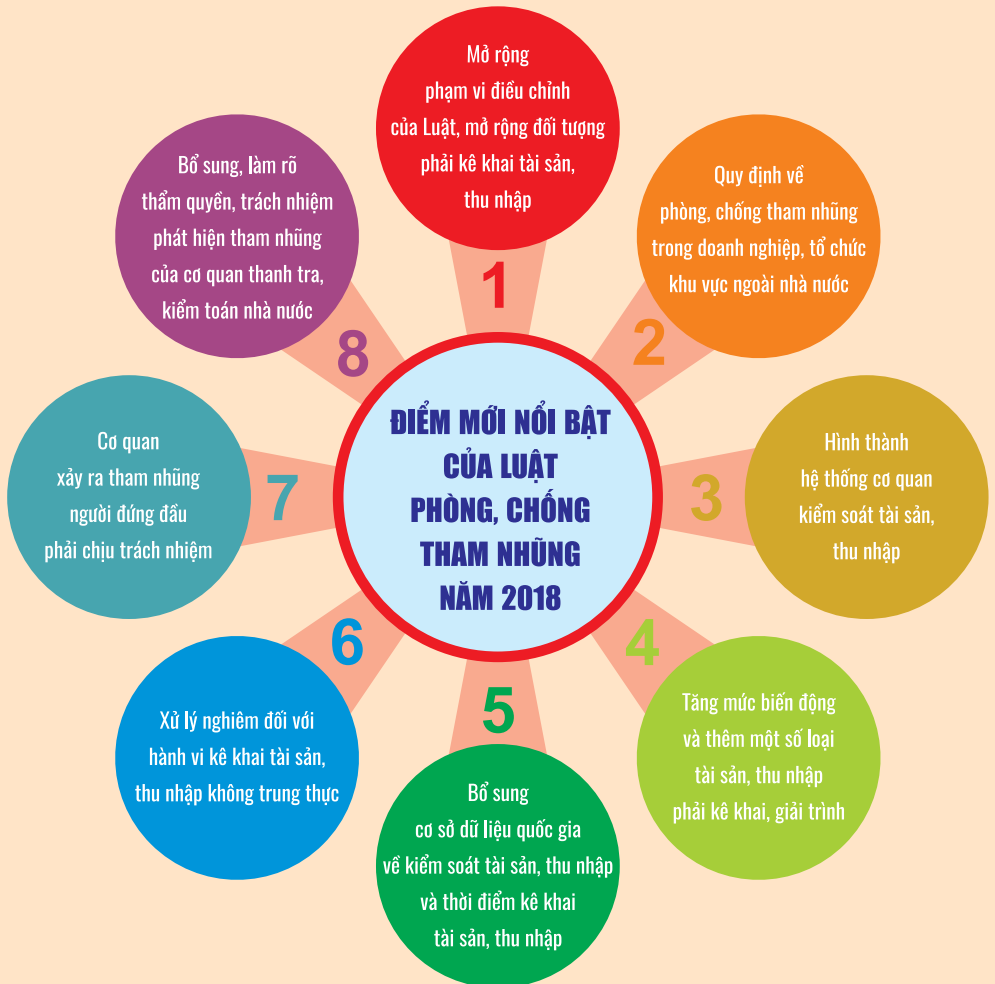 ĐIỂM MỚI NỔI BẬT
CỦA LUẬT
PHÒNG, CHỐNG
THAM NHŨNG
NĂM 2018
1
Mở rộng
phạm vi điều chỉnh
của Luật, mở rộng đối tượng
phải kê khai tài sản,
thu nhập
2
Quy định về
phòng, chống tham nhũng
trong doanh nghiệp, tổ chức
khu vực ngoài nhà nước
3
Hình thành
hệ thống cơ quan
kiểm soát tài sản,
thu nhập
4
Tăng mức biến động
và thêm một số loại
tài sản, thu nhập
phải kê khai, giải trình
5
Bổ sung
cơ sở dữ liệu quốc gia
về kiểm soát tài sản, thu nhập
và thời điểm kê khai
tài sản, thu nhập
6
Xử lý nghiêm đối với
hành vi kê khai tài sản,
thu nhập không trung thực
7
Cơ quan
xảy ra tham nhũng
người đứng đầu
phải chịu trách nhiệm
8
Bổ sung, làm rõ
thẩm quyền, trách nhiệm
phát hiện tham nhũng
của cơ quan thanh tra,
kiểm toán nhà nước